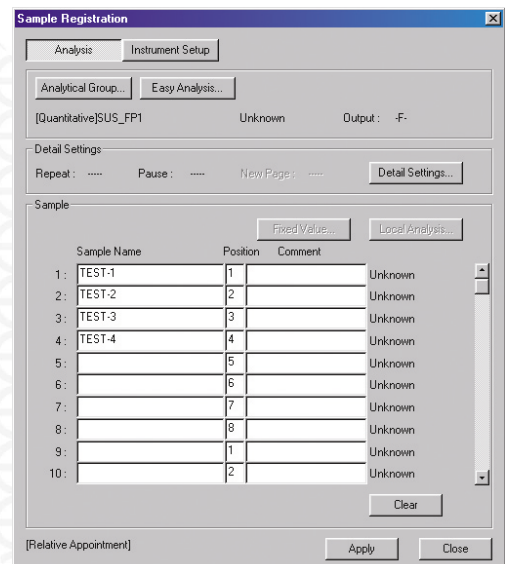 Sample Registration
Analysis Instrument Setup
Analytical Group... Easy Analysis...
[Quantitative]SUS_FP1 Unknown Output : -F-
Detail Settings
Repeat : ----- Pause : ----- New Page : ----- Detail Settings...
Sample
Fixed Value... Local Analysis...
Sample Name Position Comment
1 : TEST-1 1 Unknown
2 : TEST-2 2 Unknown
3 : TEST-3 3 Unknown
4 : TEST-4 4 Unknown
5 : 5 Unknown
6 : 6 Unknown
7 : 7 Unknown
8 : 8 Unknown
9 : 1 Unknown
10 : 2 Unknown
Clear
[Relative Appointment] Apply Close